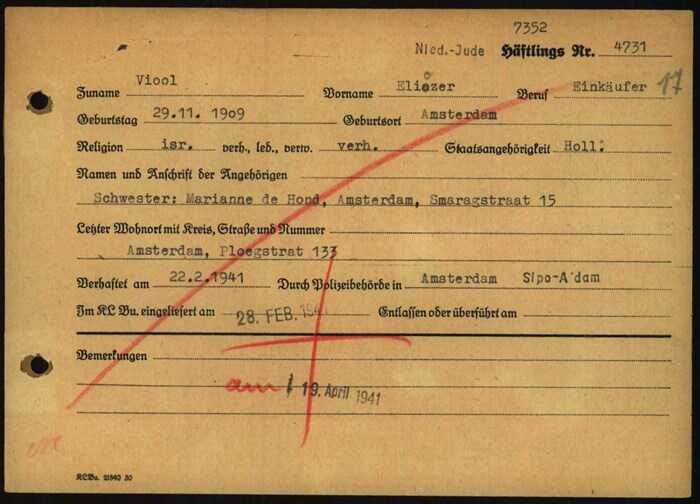 7352
Nied.-Jude Häftlings Nr. 4731
17
Zuname Viool Vorname Eliozer Beruf Einkäufer
Geburtstag 29.11. 1909 Geburtsort Amsterdam
Religion isr. verh., led., verw. verh. Staatsangehörigkeit Holl.
Namen und Anschrift der Angehörigen
Schwester: Marianne de Hond, Amsterdam, Smaragstraat 15
Letzter Wohnort mit Kreis, Straße und Nummer
Amsterdam, Ploegstrat 133
Verhaftet am 22.2.1941 Durch Polizeibehörde in Amsterdam Sipo-A'dam
Im KL Bu. eingeliefert am 28. FEB. 1941 Entlassen oder überführt am
Bemerkungen
am 19. April 1941
KLBu. 21840 30